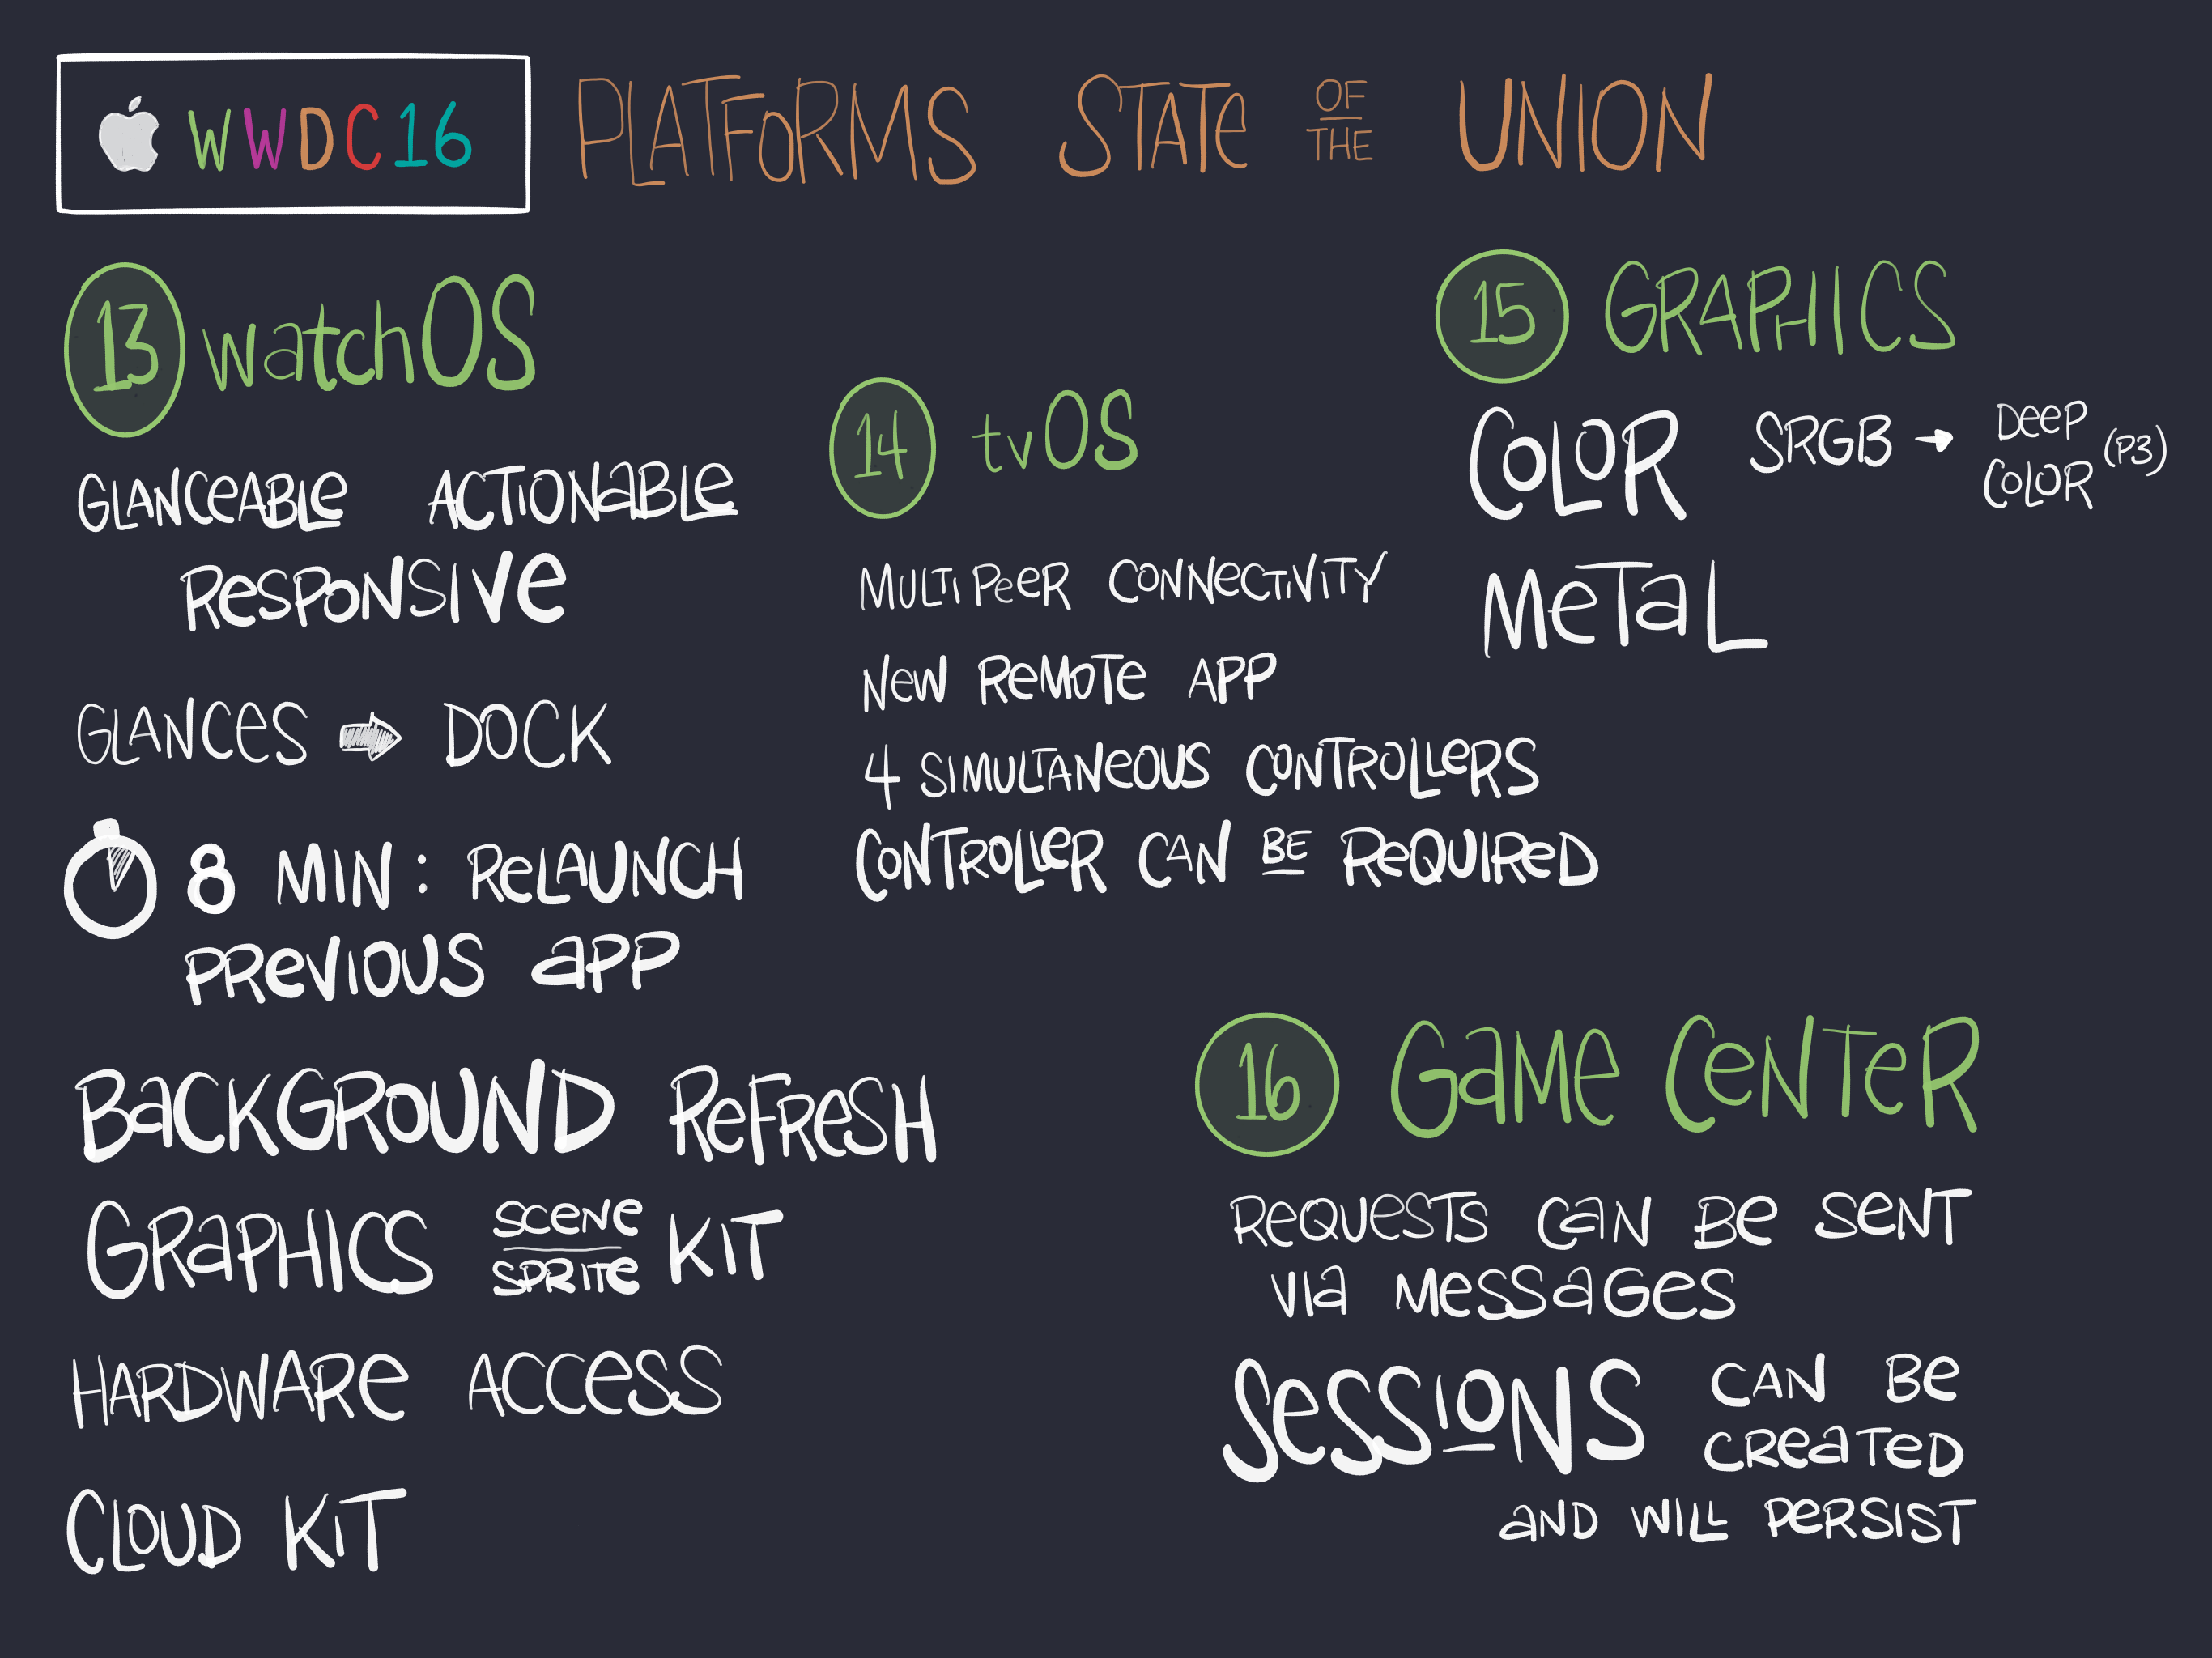 WWDC16 PLATFORMS STATE OF THE UNION
13 watchOS
GLANCEABLE ACTIONABLE
RESPONSIVE
GLANCES → DOCK
8 MIN: RELAUNCH
PREVIOUS APP
BACKGROUND REFRESH
GRAPHICS SCENE SPRITE KIT
HARDWARE ACCESS
CLOUD KIT
14 tvOS
MULTIPEER CONNECTIVITY
NEW REMOTE APP
4 SIMULTANEOUS CONTROLLERS
CONTROLLER CAN BE REQUIRED
15 GRAPHICS
COLOR SRGB → DEEP COLOR (P3)
METAL
16 GAME CENTER
REQUESTS CAN BE SENT
VIA MESSAGES
SESSIONS CAN BE
CREATED
AND WILL PERSIST